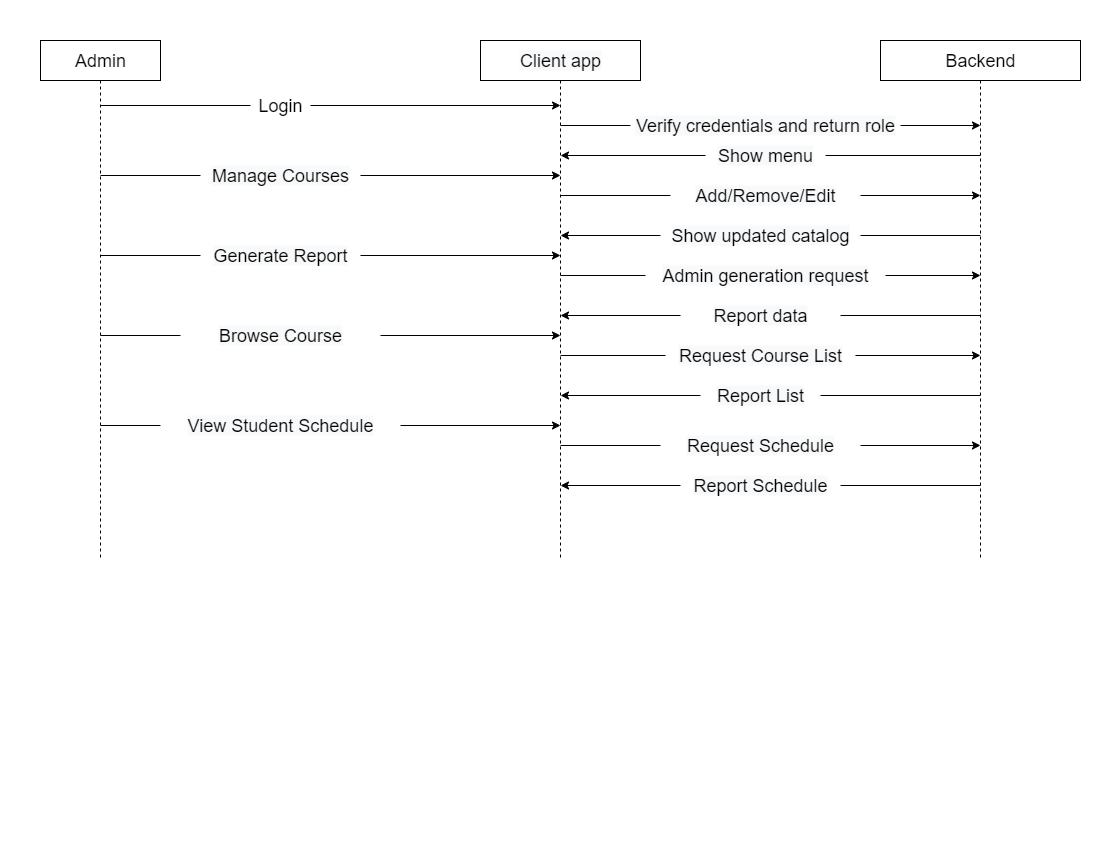 Admin
Client app
Backend
Login
Verify credentials and return role
Show menu
Manage Courses
Add/Remove/Edit
Show updated catalog
Generate Report
Admin generation request
Report data
Browse Course
Request Course List
Report List
View Student Schedule
Request Schedule
Report Schedule